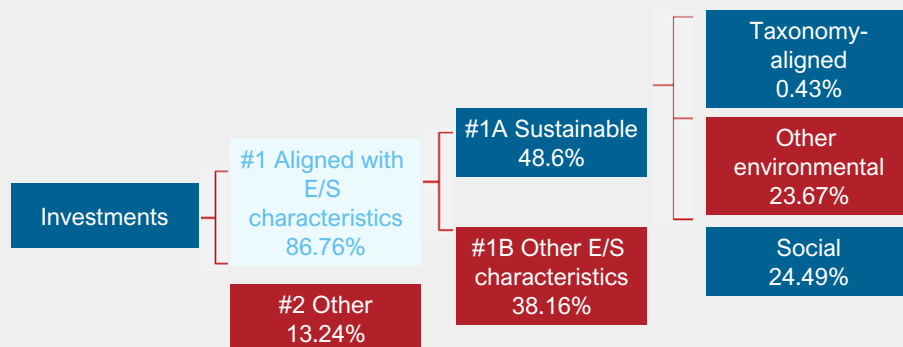 Investments
#1 Aligned with
E/S
characteristics
86.76%
#2 Other
13.24%
#1A Sustainable
48.6%
#1B Other E/S
characteristics
38.16%
Taxonomy-
aligned
0.43%
Other
environmental
23.67%
Social
24.49%